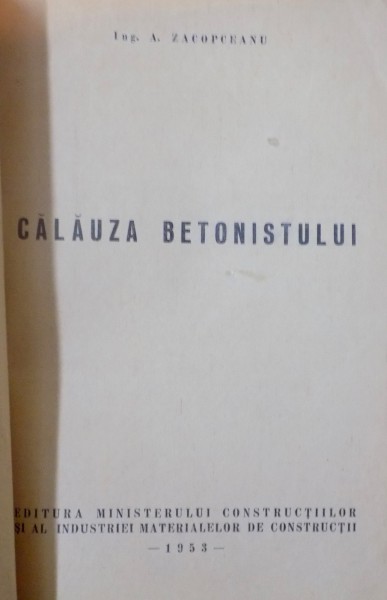 Ing. A. ZACOPCEANU
CĂLĂUZA BETONISTULUI
EDITURA MINISTERULUI CONSTRUCȚIILOR
ȘI AL INDUSTRIEI MATERIALELOR DE CONSTRUCȚII
— 1953 —